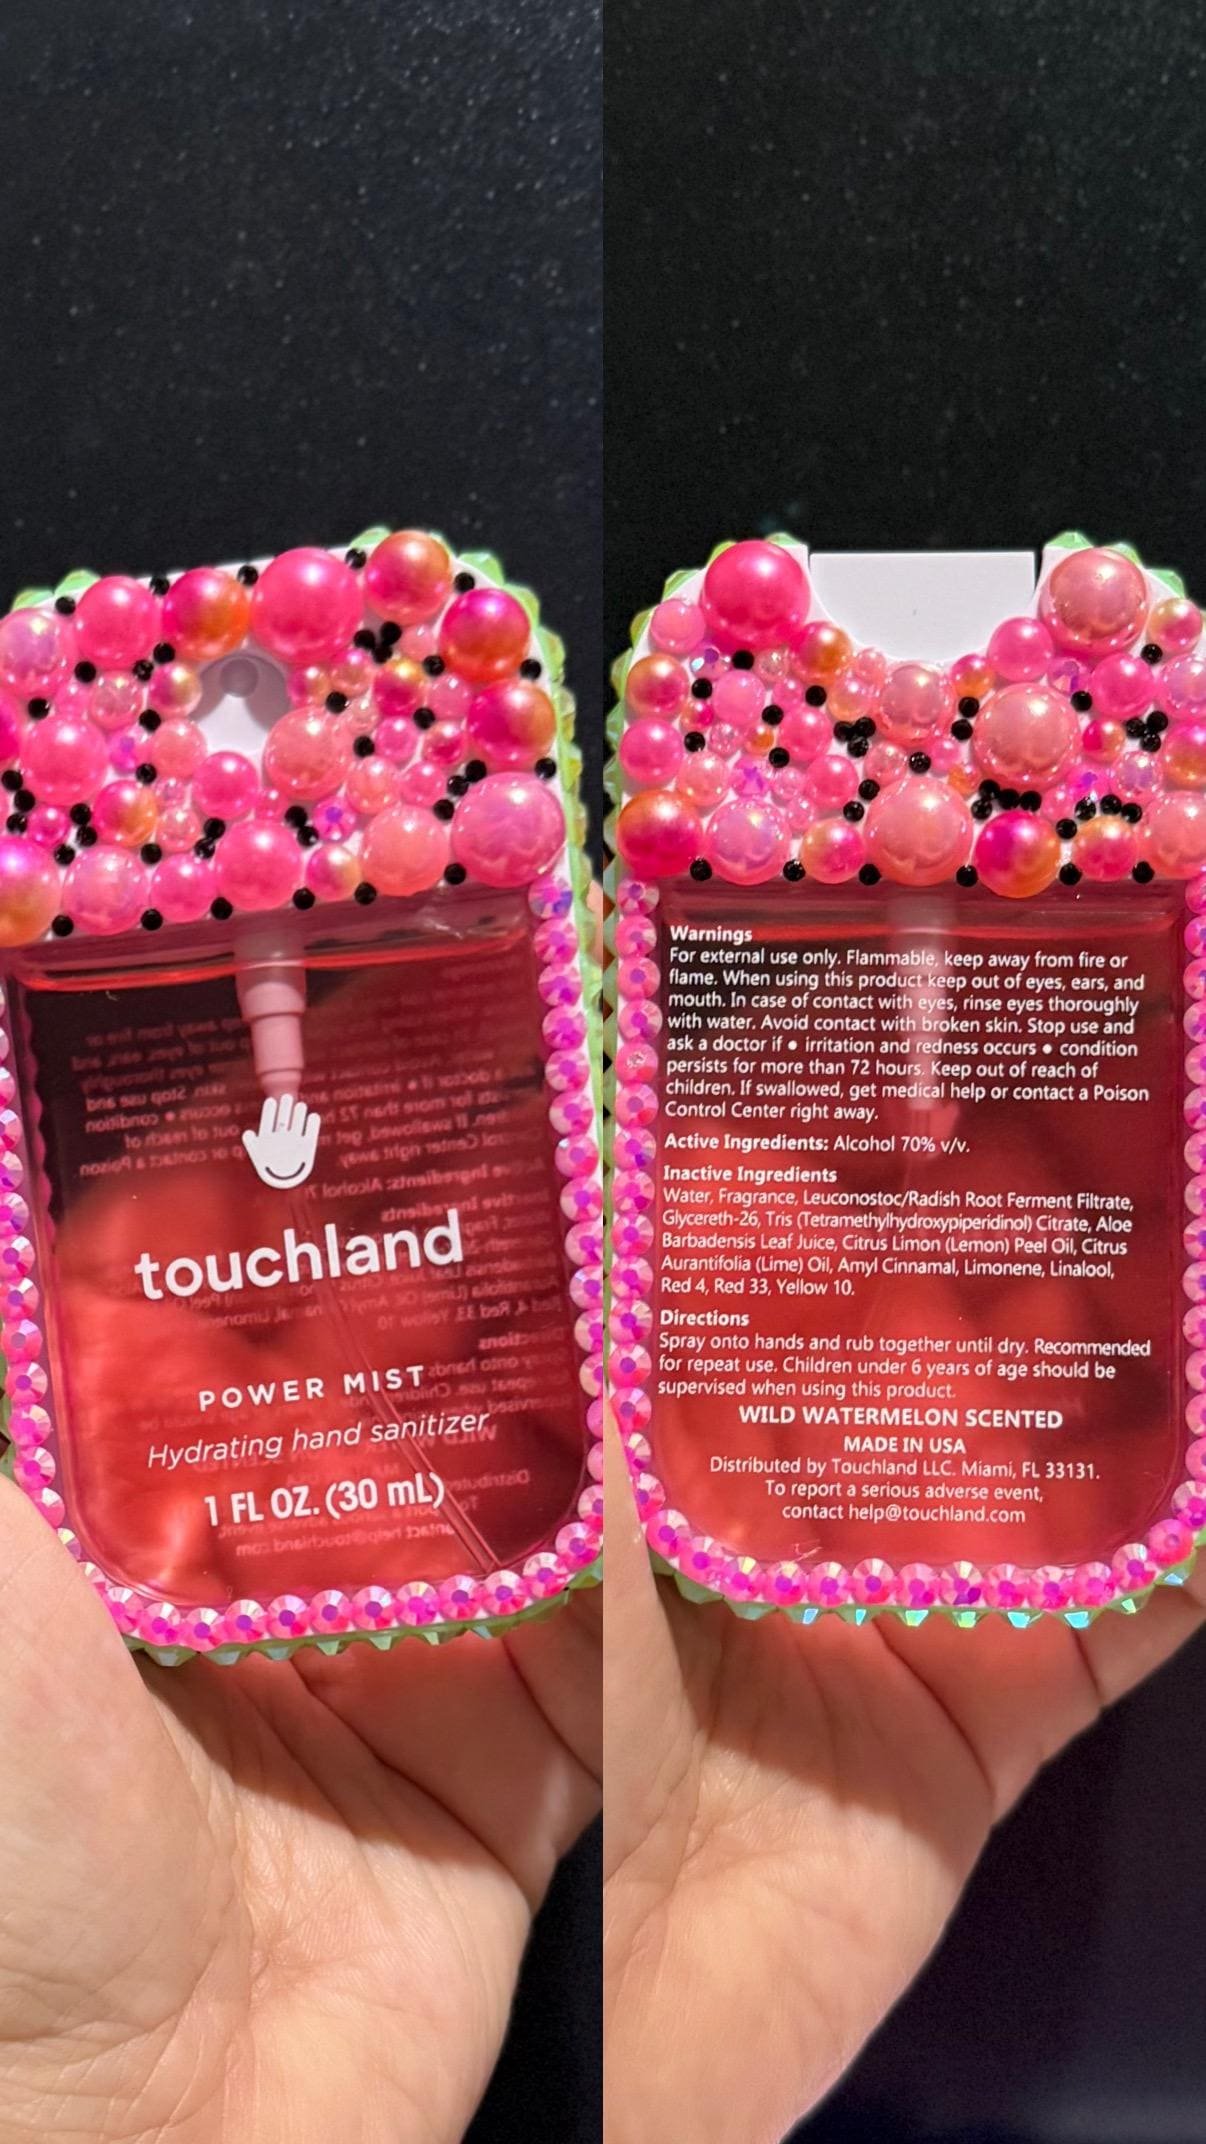 touchland
POWER MIST
Hydrating hand sanitizer
1 FL OZ. (30 mL)
Warnings
For external use only. Flammable, keep away from fire or
flame. When using this product keep out of eyes, ears, and
mouth. In case of contact with eyes, rinse eyes thoroughly
with water. Avoid contact with broken skin. Stop use and
ask a doctor if • irritation and redness occurs • condition
persists for more than 72 hours. Keep out of reach of
children. If swallowed, get medical help or contact a Poison
Control Center right away.
Active Ingredients: Alcohol 70% v/v.
Inactive Ingredients
Water, Fragrance, Leuconostoc/Radish Root Ferment Filtrate,
Glycereth-26, Tris (Tetramethylhydroxypiperidinol) Citrate, Aloe
Barbadensis Leaf Juice, Citrus Limon (Lemon) Peel Oil, Citrus
Aurantifolia (Lime) Oil, Amyl Cinnamal, Limonene, Linalool,
Red 4, Red 33, Yellow 10.
Directions
Spray onto hands and rub together until dry. Recommended
for repeat use. Children under 6 years of age should be
supervised when using this product.
WILD WATERMELON SCENTED
MADE IN USA
Distributed by Touchland LLC. Miami, FL 33131.
To report a serious adverse event,
contact help@touchland.com